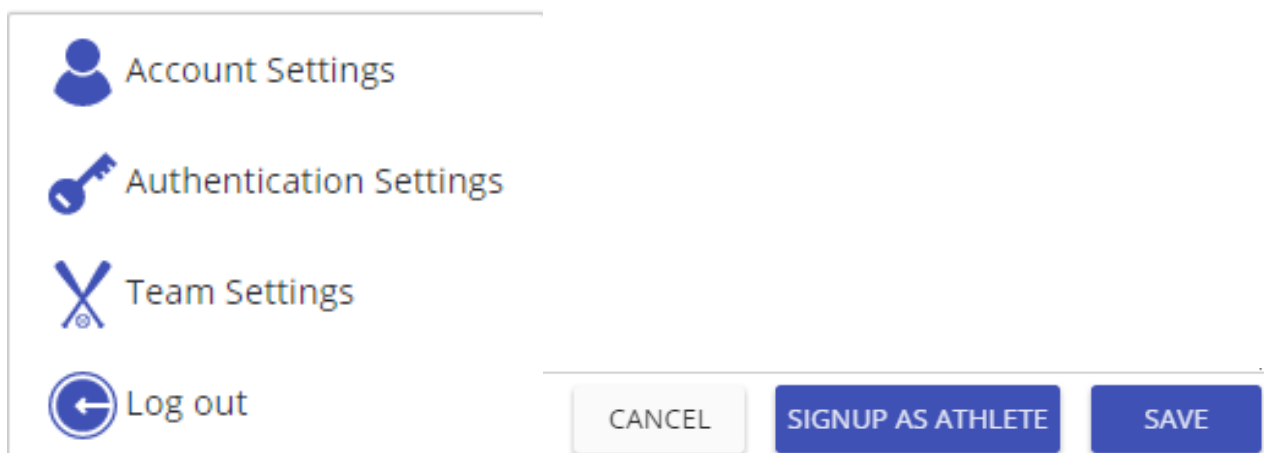 Account Settings
Authentication Settings
Team Settings
Log out
CANCEL SIGNUP AS ATHLETE SAVE